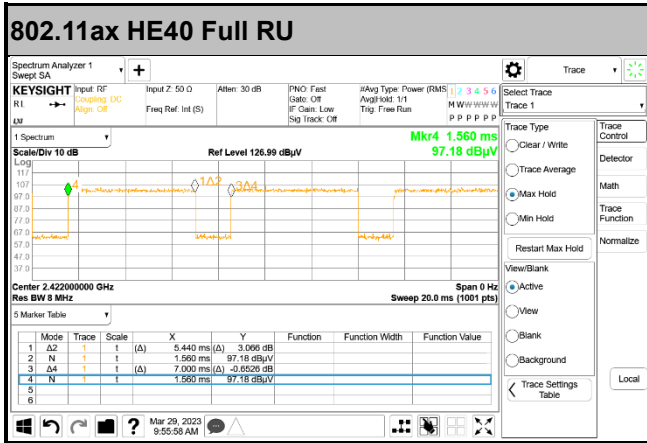 802.11ax HE40 Full RU
Spectrum Analyzer 1
Swept SA
Trace
KEYSIGHT
RL
Input: RF
Coupling: DC
Align: Off
Input Z: 50 Ω
Freq Ref: Int (S)
Atten: 30 dB
PNO: Fast
Gate: Off
IF Gain: Low
Sig Track: Off
#Avg Type: Power (RMS
Avg|Hold: 1/1
Trig: Free Run
1 2 3 4 5 6
M W W W W W
P P P P P P
Select Trace
Trace 1
1 Spectrum
Scale/Div 10 dB
Ref Level 126.99 dBµV
Mkr4 1.560 ms
97.18 dBµV
Log
117
107
97.0
87.0
77.0
67.0
57.0
47.0
37.0
4
1Δ2
3Δ4
Center 2.422000000 GHz
Res BW 8 MHz
Span 0 Hz
Sweep 20.0 ms (1001 pts)
5 Marker Table
Mode Trace Scale X Y Function Function Width Function Value
1 Δ2 1 t (Δ) 5.440 ms (Δ) 3.066 dB
2 N 1 t 1.560 ms 97.18 dBµV
3 Δ4 1 t (Δ) 7.000 ms (Δ) -0.6526 dB
4 N 1 t 1.560 ms 97.18 dBµV
5
6
Trace Type
Clear / Write
Trace Average
Max Hold
Min Hold
Restart Max Hold
View/Blank
Active
View
Blank
Background
Trace Settings
Table
Trace
Control
Detector
Math
Trace
Function
Normalize
Local
?
Mar 29, 2023
9:55:58 AM